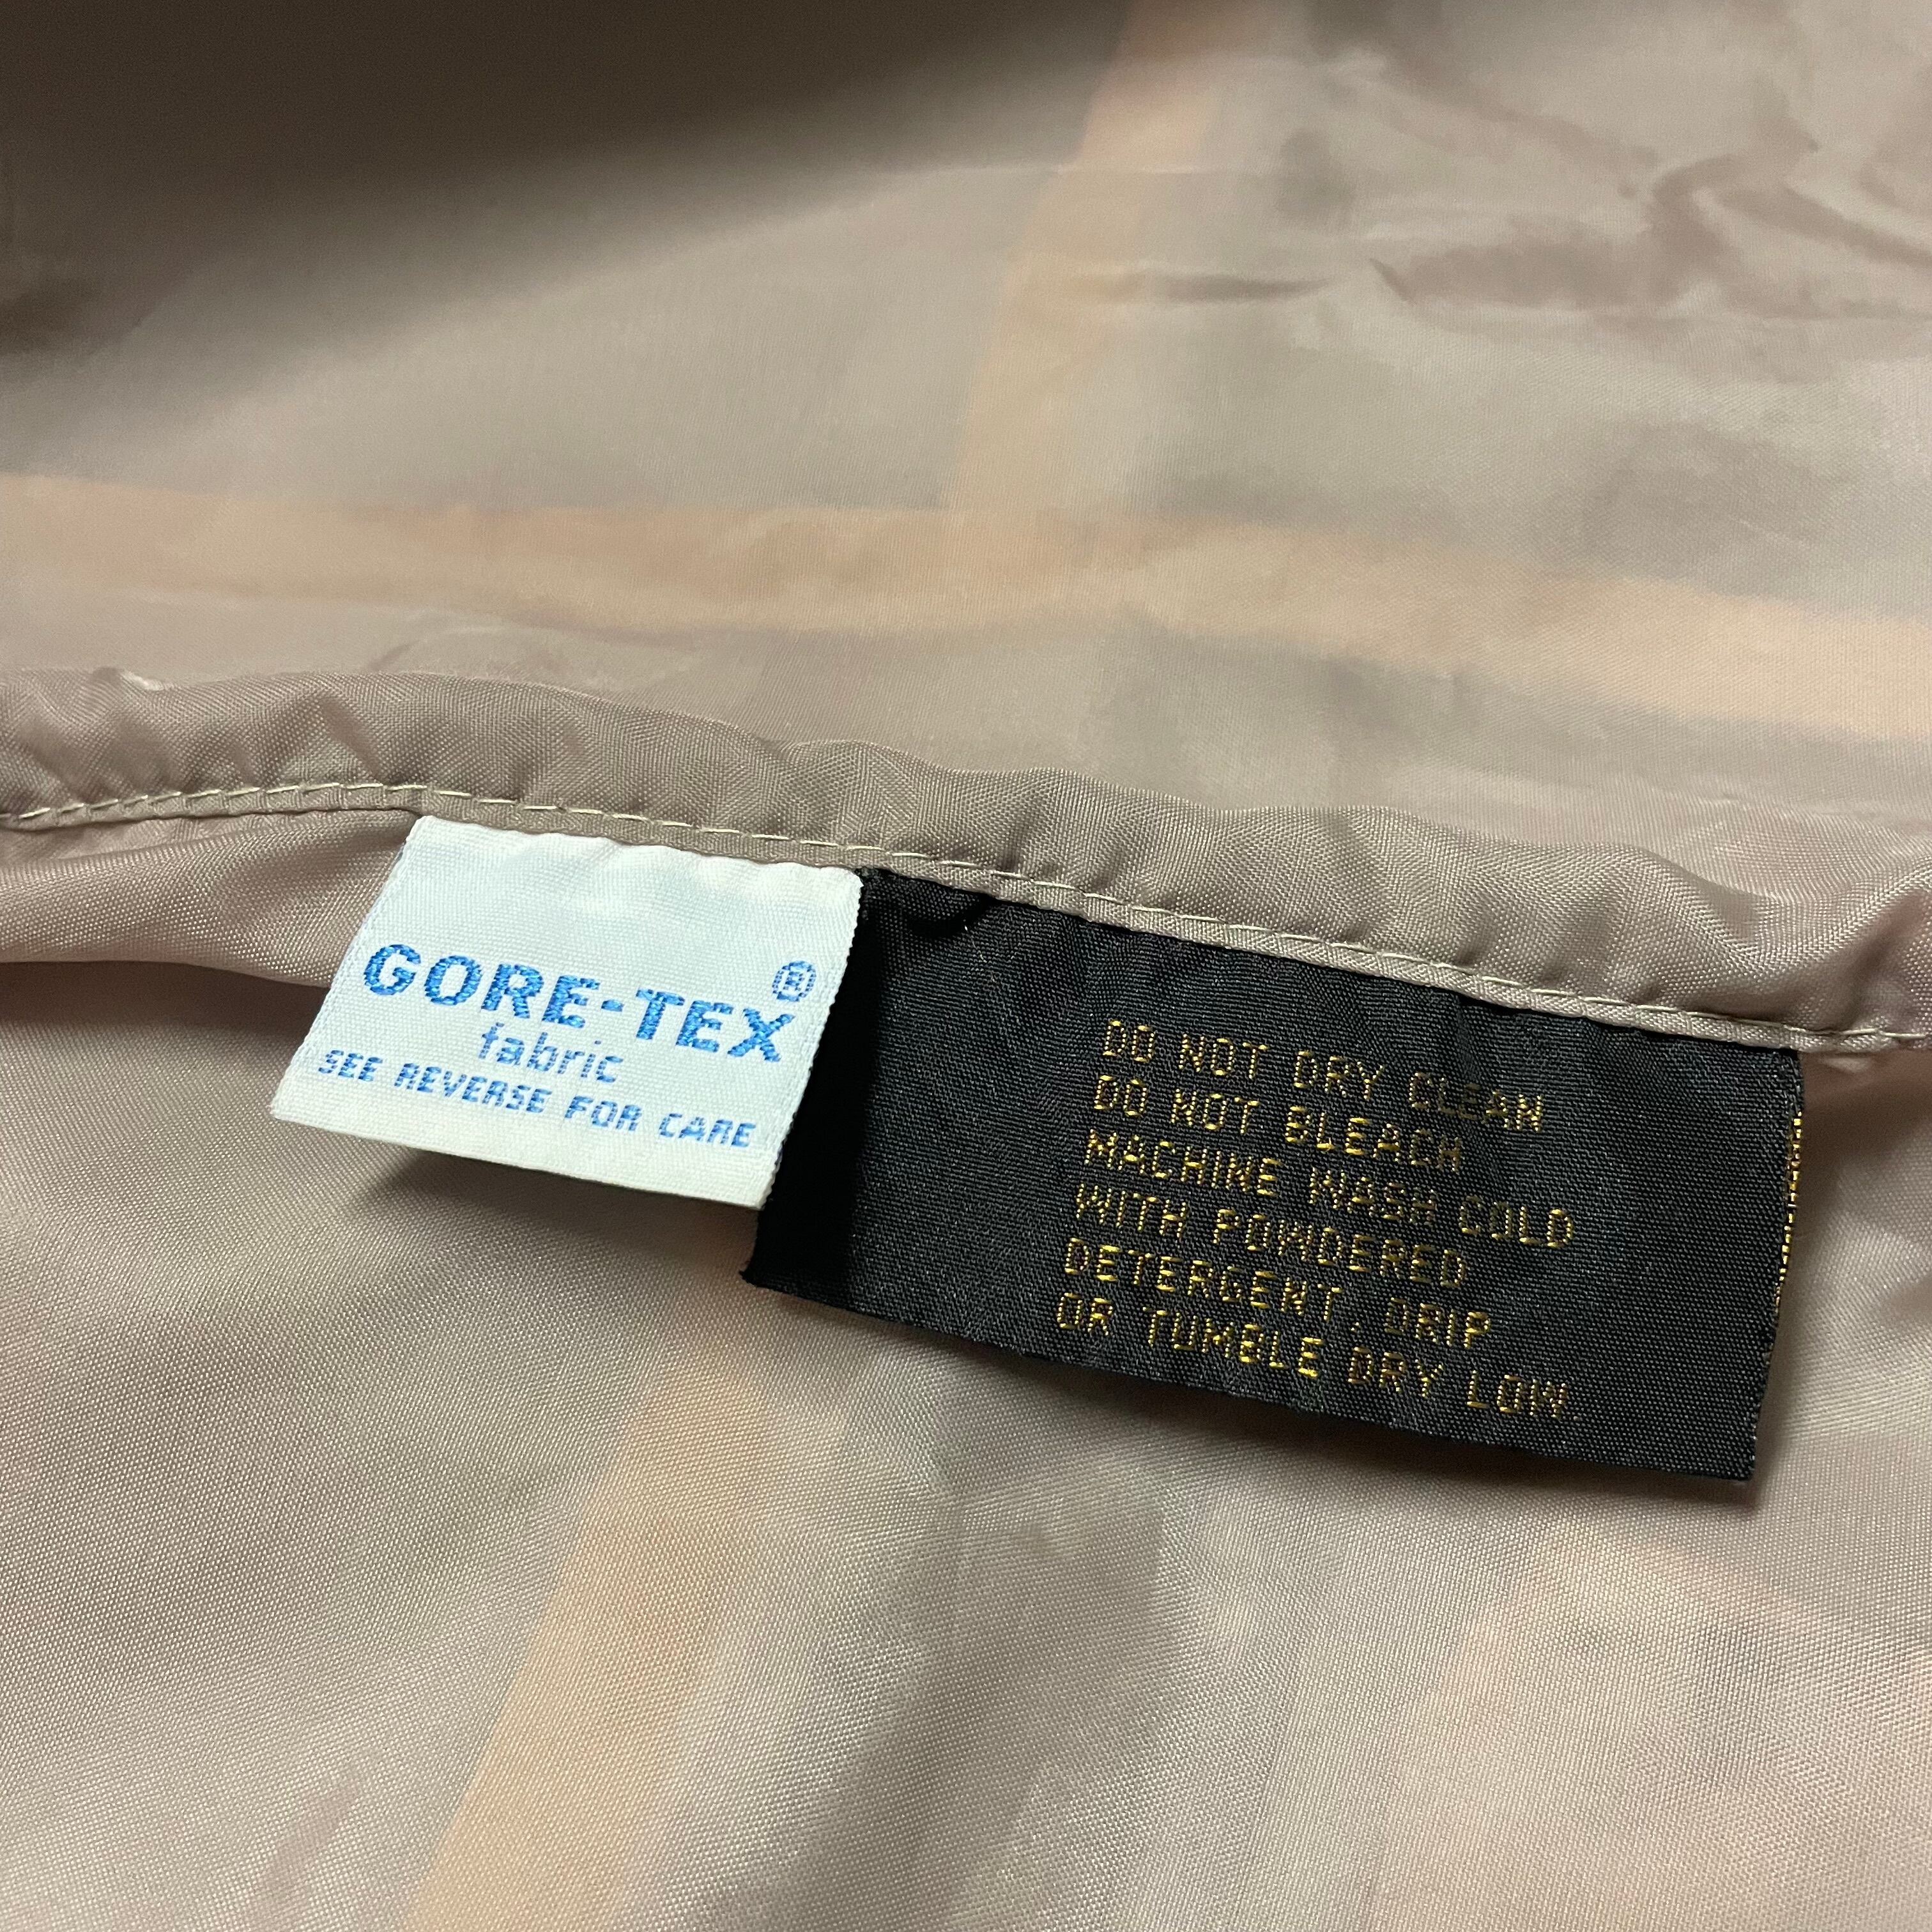 GORE-TEX®
fabric
SEE REVERSE FOR CARE
DO NOT DRY CLEAN
DO NOT BLEACH
MACHINE WASH COLD
WITH POWDERED
DETERGENT, DRIP
OR TUMBLE DRY LOW